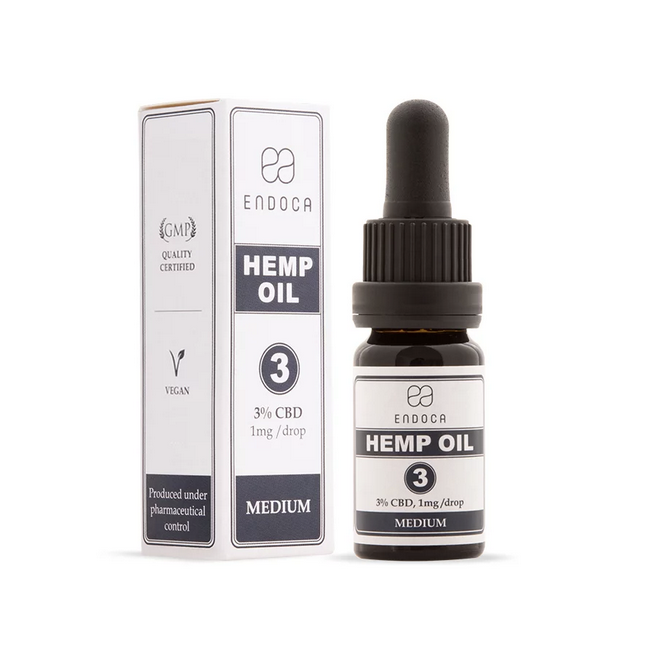 GMP
QUALITY
CERTIFIED
VEGAN
Produced under
pharmaceutical
control
ENDOCA
HEMP
OIL
3
3% CBD
1mg /drop
MEDIUM
ENDOCA
HEMP OIL
3
3% CBD, 1mg/drop
MEDIUM